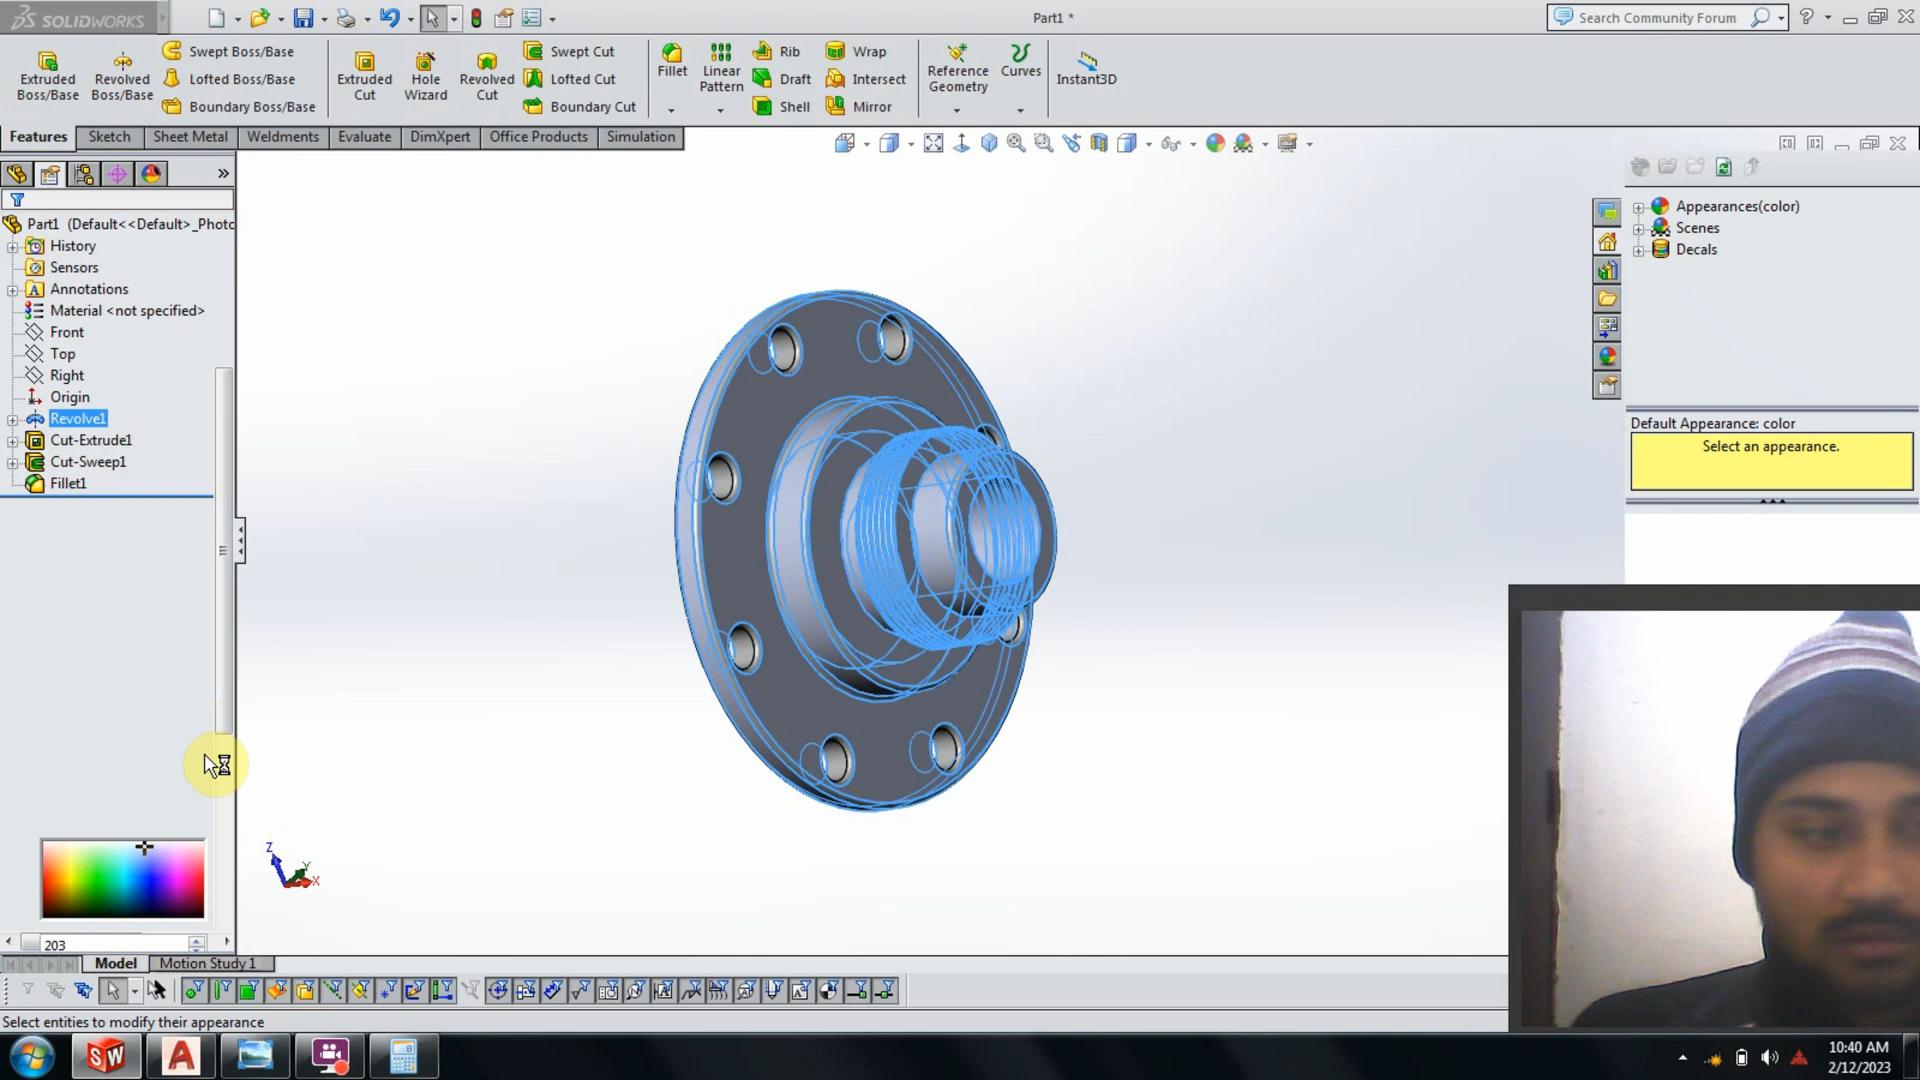 SOLIDWORKS
Part1 *
Search Community Forum
Extruded Boss/Base
Revolved Boss/Base
Swept Boss/Base
Lofted Boss/Base
Boundary Boss/Base
Extruded Cut
Hole Wizard
Revolved Cut
Swept Cut
Lofted Cut
Boundary Cut
Fillet
Linear Pattern
Rib
Draft
Shell
Wrap
Intersect
Mirror
Reference Geometry
Curves
Instant3D
Features
Sketch
Sheet Metal
Weldments
Evaluate
DimXpert
Office Products
Simulation
Part1 (Default<<Default>_Photo
History
Sensors
Annotations
Material <not specified>
Front
Top
Right
Origin
Revolve1
Cut-Extrude1
Cut-Sweep1
Fillet1
Appearances(color)
Scenes
Decals
Default Appearance: color
Select an appearance.
Z
Y
X
203
Model
Motion Study 1
Select entities to modify their appearance
SW
10:40 AM
2/12/2023